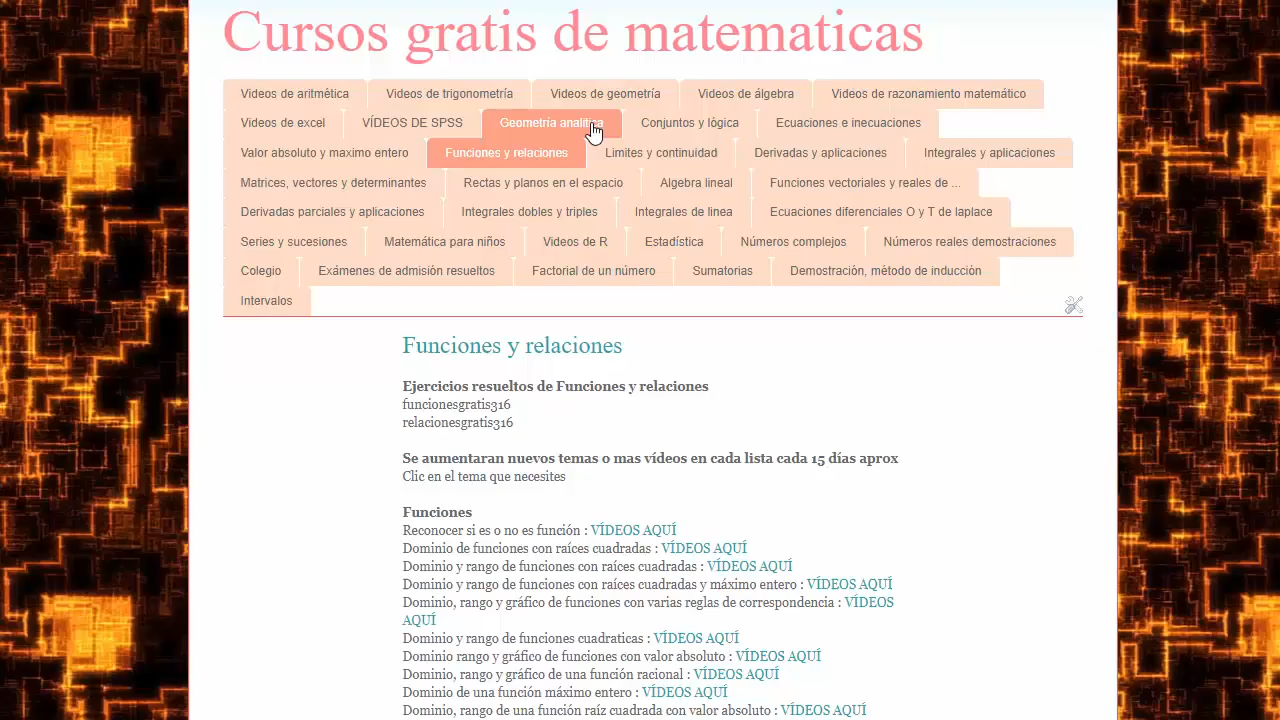 Cursos gratis de matematicas
Videos de aritmética Videos de trigonometría Videos de geometría Videos de álgebra Videos de razonamiento matemático
Videos de excel VÍDEOS DE SPSS Geometría analítica Conjuntos y lógica Ecuaciones e inecuaciones
Valor absoluto y maximo entero Funciones y relaciones Limites y continuidad Derivadas y aplicaciones Integrales y aplicaciones
Matrices, vectores y determinantes Rectas y planos en el espacio Algebra lineal Funciones vectoriales y reales de ...
Derivadas parciales y aplicaciones Integrales dobles y triples Integrales de linea Ecuaciones diferenciales O y T de laplace
Series y sucesiones Matemática para niños Videos de R Estadística Números complejos Números reales demostraciones
Colegio Exámenes de admisión resueltos Factorial de un número Sumatorias Demostración, método de inducción
Intervalos
Funciones y relaciones
Ejercicios resueltos de Funciones y relaciones
funcionesgratis316
relacionesgratis316
Se aumentaran nuevos temas o mas vídeos en cada lista cada 15 días aprox
Clic en el tema que necesites
Funciones
Reconocer si es o no es función : VÍDEOS AQUÍ
Dominio de funciones con raíces cuadradas : VÍDEOS AQUÍ
Dominio y rango de funciones con raíces cuadradas : VÍDEOS AQUÍ
Dominio y rango de funciones con raíces cuadradas y máximo entero : VÍDEOS AQUÍ
Dominio, rango y gráfico de funciones con varias reglas de correspondencia : VÍDEOS
AQUÍ
Dominio y rango de funciones cuadraticas : VÍDEOS AQUÍ
Dominio rango y gráfico de funciones con valor absoluto : VÍDEOS AQUÍ
Dominio, rango y gráfico de una función racional : VÍDEOS AQUÍ
Dominio de una función máximo entero : VÍDEOS AQUÍ
Dominio, rango de una función raíz cuadrada con valor absoluto : VÍDEOS AQUÍ